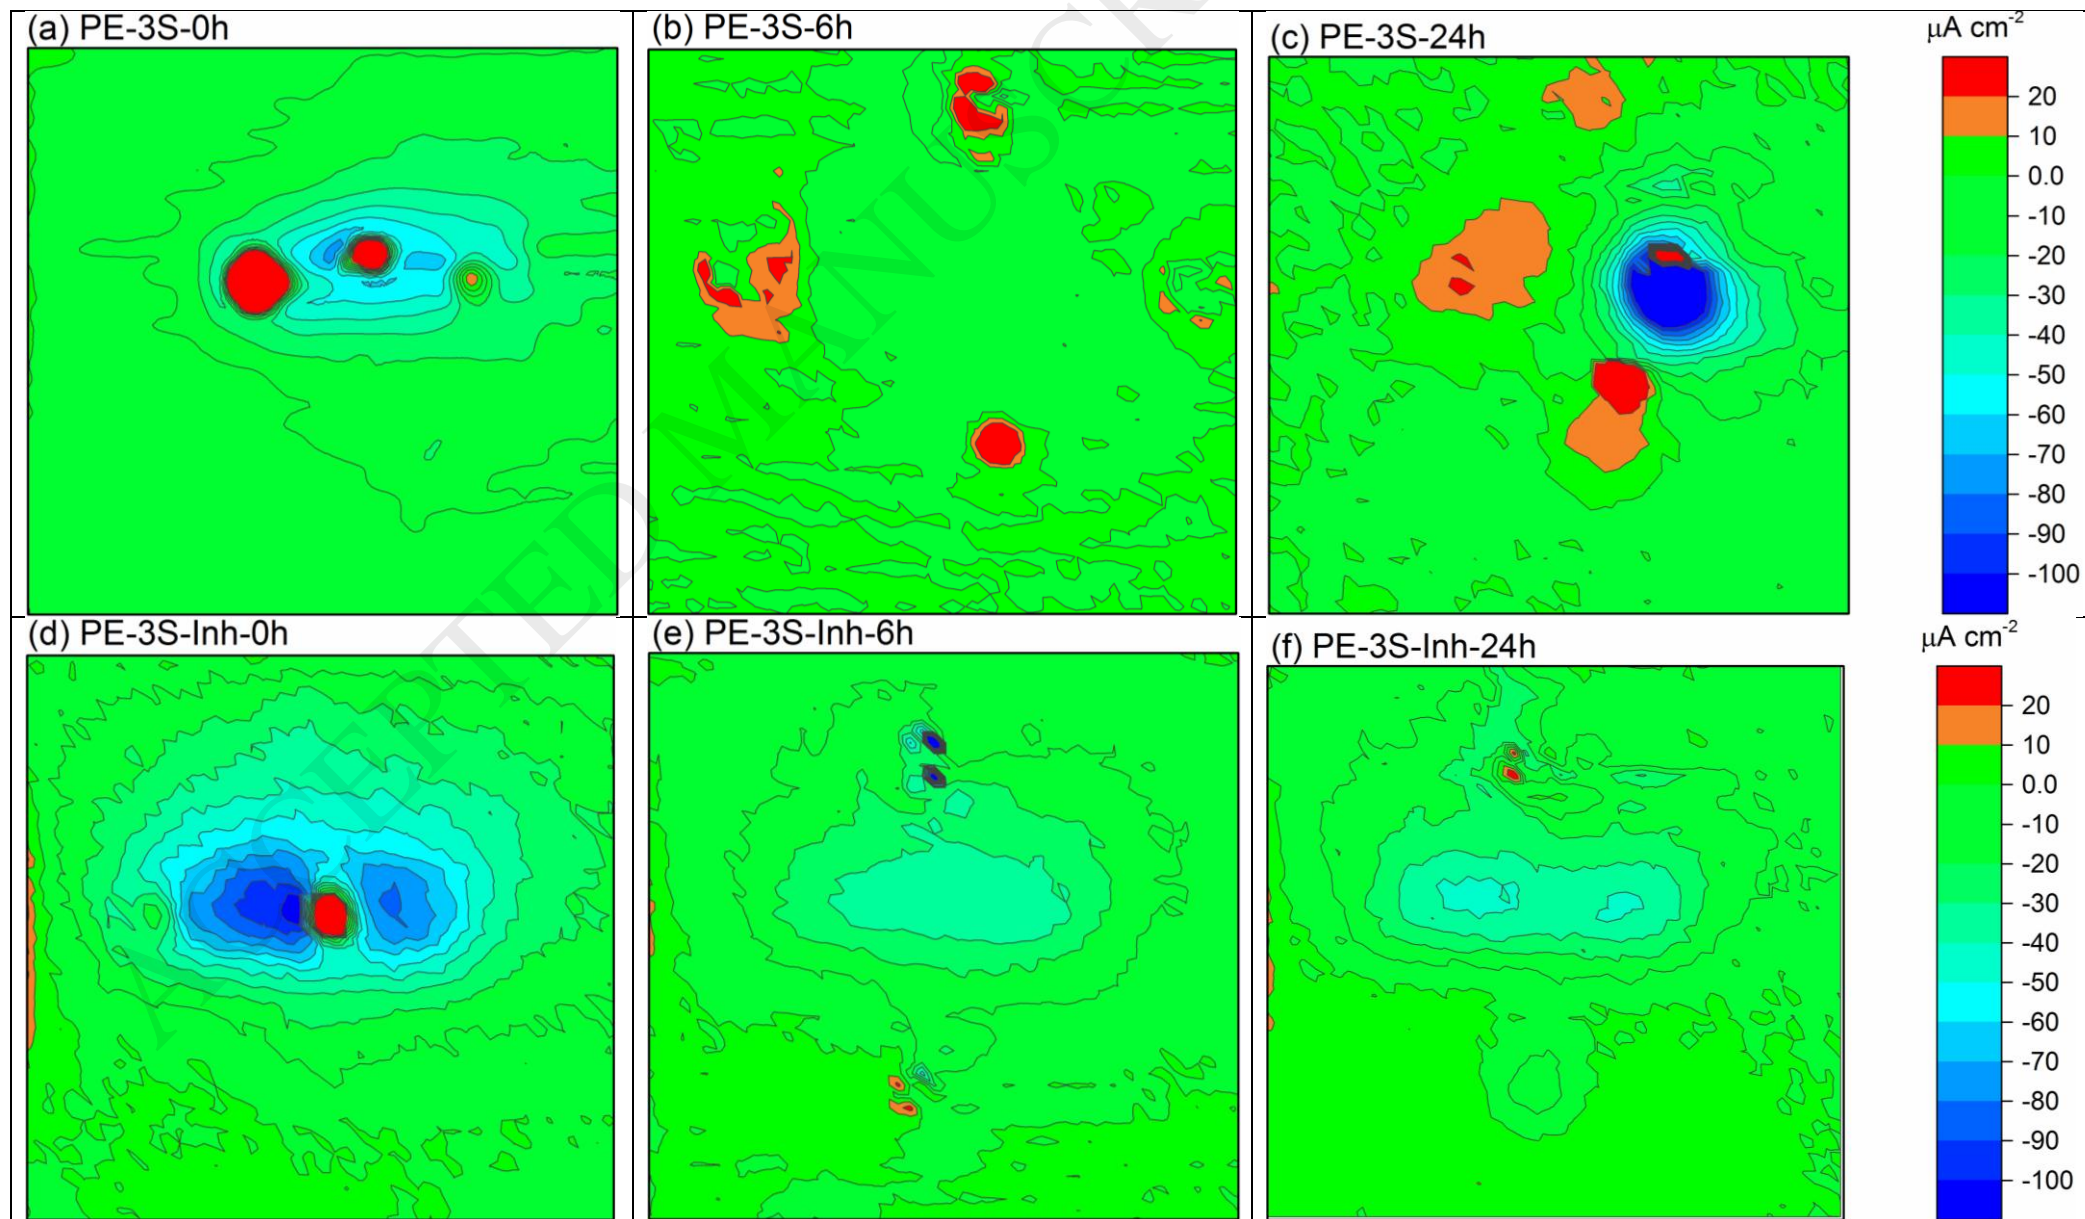 (a) PE-3S-0h
(b) PE-3S-6h
(c) PE-3S-24h
μA cm-2
20
10
0.0
-10
-20
-30
-40
-50
-60
-70
-80
-90
-100
(d) PE-3S-Inh-0h
(e) PE-3S-Inh-6h
(f) PE-3S-Inh-24h
μA cm-2
20
10
0.0
-10
-20
-30
-40
-50
-60
-70
-80
-90
-100
ACCEPTED MANUSCR